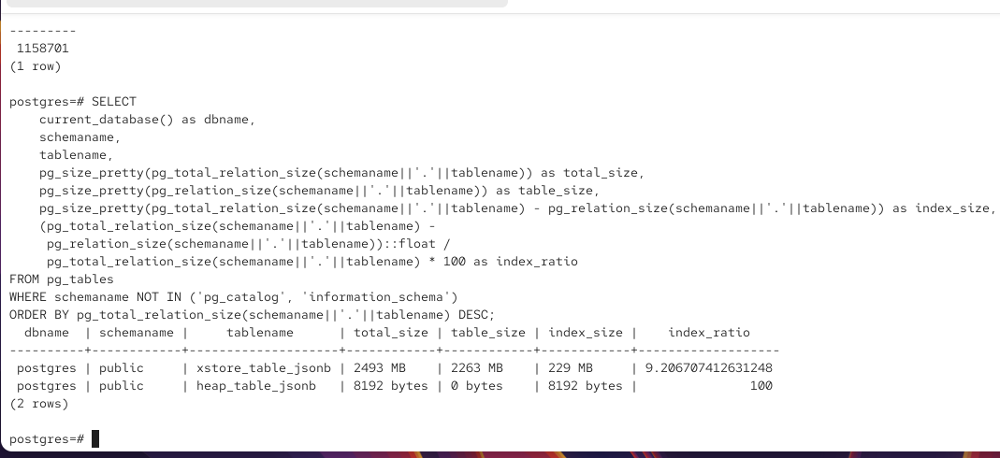 ---------
 1158701
(1 row)

postgres=# SELECT
    current_database() as dbname,
    schemaname,
    tablename,
    pg_size_pretty(pg_total_relation_size(schemaname||'.'||tablename)) as total_size,
    pg_size_pretty(pg_relation_size(schemaname||'.'||tablename)) as table_size,
    pg_size_pretty(pg_total_relation_size(schemaname||'.'||tablename) - pg_relation_size(schemaname||'.'||tablename)) as index_size,
    (pg_total_relation_size(schemaname||'.'||tablename) -
     pg_relation_size(schemaname||'.'||tablename))::float /
     pg_total_relation_size(schemaname||'.'||tablename) * 100 as index_ratio
FROM pg_tables
WHERE schemaname NOT IN ('pg_catalog', 'information_schema')
ORDER BY pg_total_relation_size(schemaname||'.'||tablename) DESC;
  dbname  | schemaname |     tablename      | total_size | table_size | index_size |    index_ratio
----------+------------+--------------------+------------+------------+------------+-------------------
 postgres | public     | xstore_table_jsonb | 2493 MB    | 2263 MB    | 229 MB     | 9.206707412631248
 postgres | public     | heap_table_jsonb   | 8192 bytes | 0 bytes    | 8192 bytes |               100
(2 rows)

postgres=#